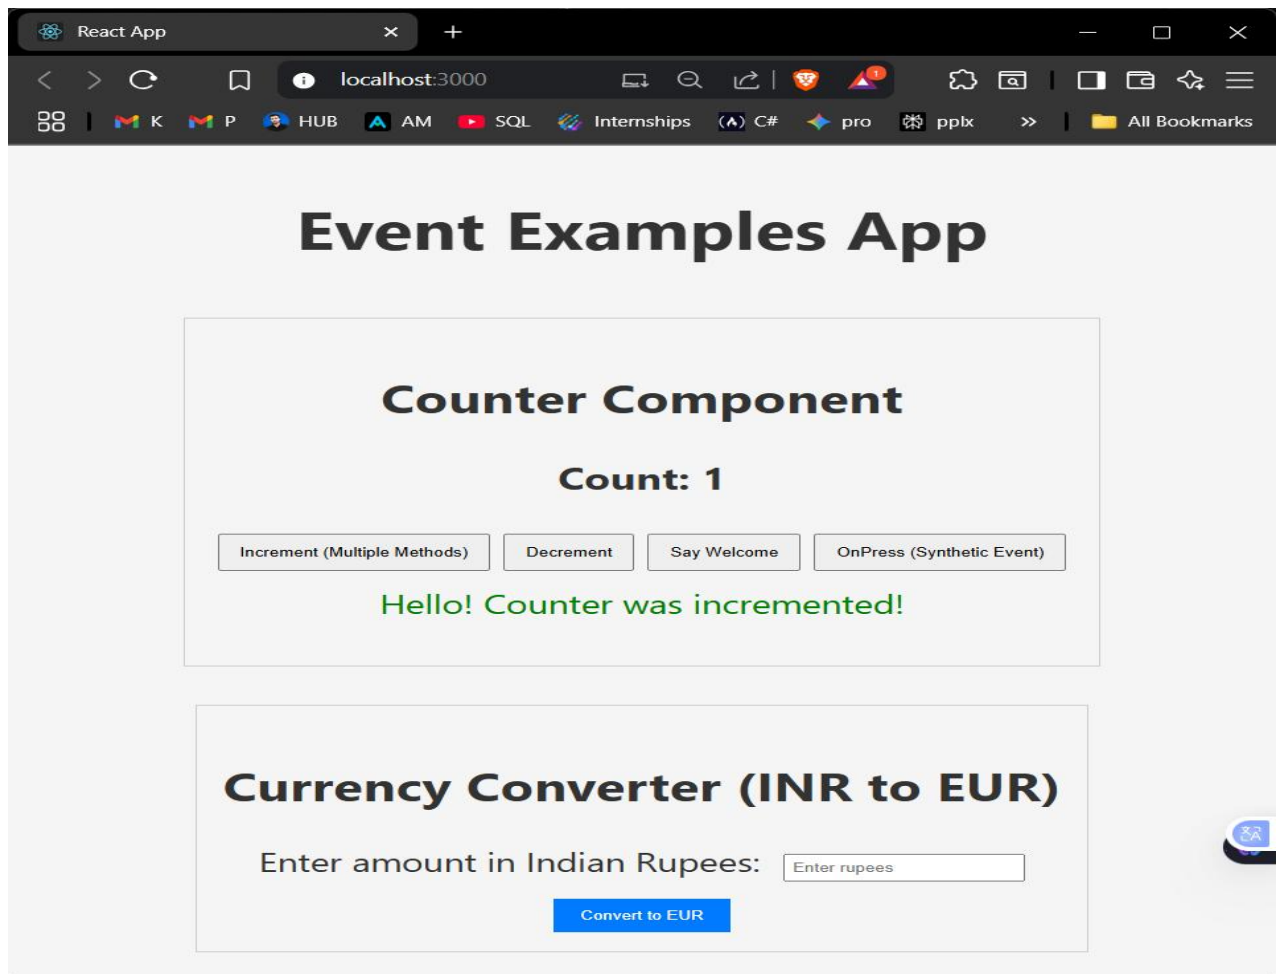 React App
localhost:3000
1
K P HUB AM SQL Internships C# pro pplx » All Bookmarks
Event Examples App
Counter Component
Count: 1
Increment (Multiple Methods) Decrement Say Welcome OnPress (Synthetic Event)
Hello! Counter was incremented!
Currency Converter (INR to EUR)
Enter amount in Indian Rupees: Enter rupees
Convert to EUR